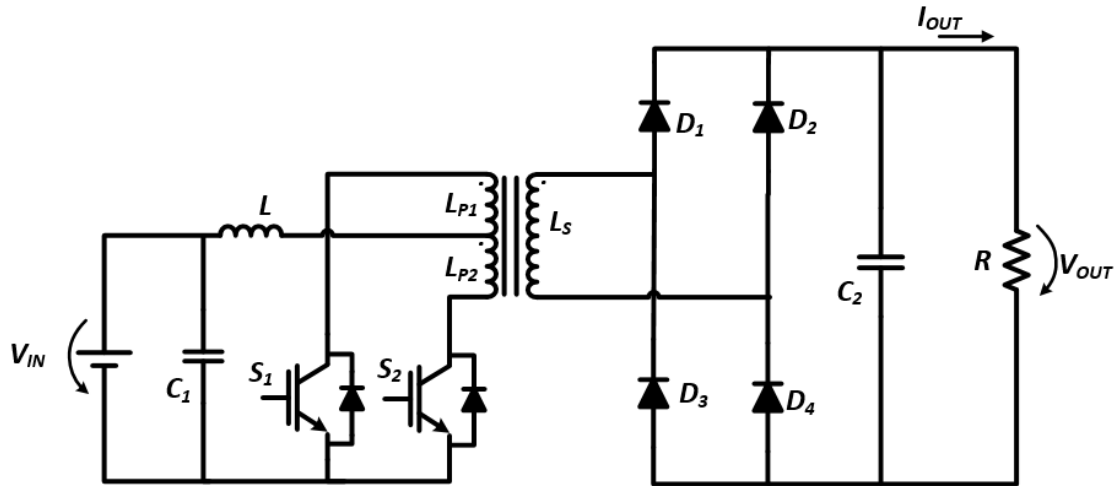 I_OUT
D_1
D_2
L
L_P1
L_P2
L_S
V_IN
C_1
S_1
S_2
C_2
R
V_OUT
D_3
D_4